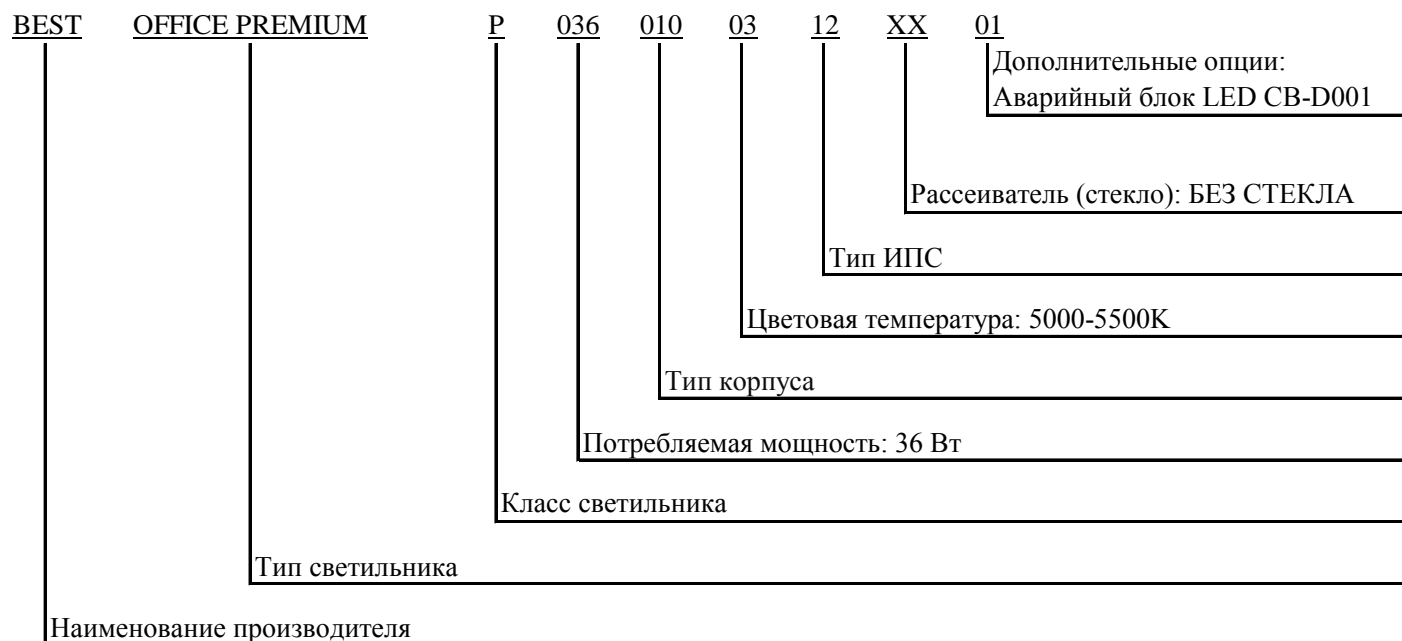 BEST OFFICE PREMIUM P 036 010 03 12 XX 01
Дополнительные опции:
Аварийный блок LED CB-D001
Рассеиватель (стекло): БЕЗ СТЕКЛА
Тип ИПС
Цветовая температура: 5000-5500K
Тип корпуса
Потребляемая мощность: 36 Вт
Класс светильника
Тип светильника
Наименование производителя